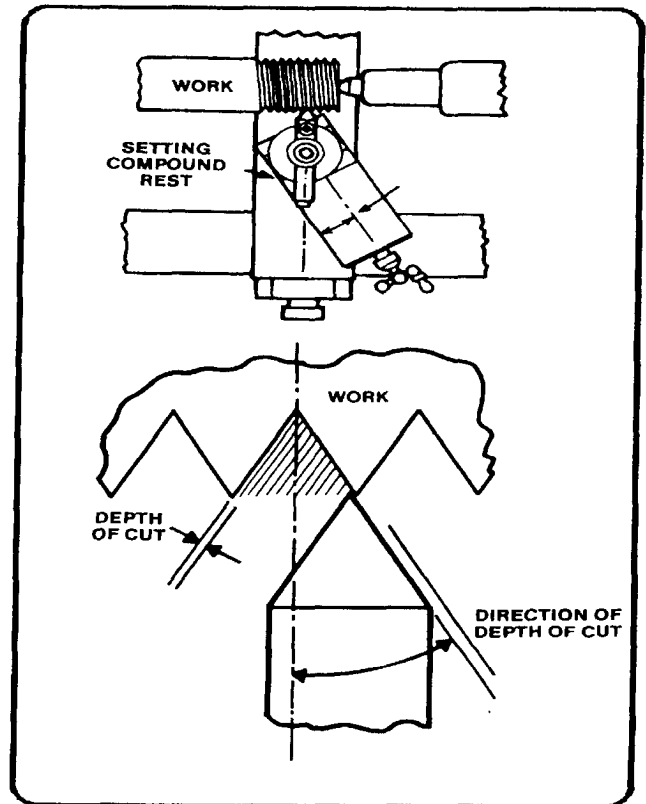 WORK
SETTING
COMPOUND
REST
WORK
DEPTH
OF CUT
DIRECTION OF
DEPTH OF CUT